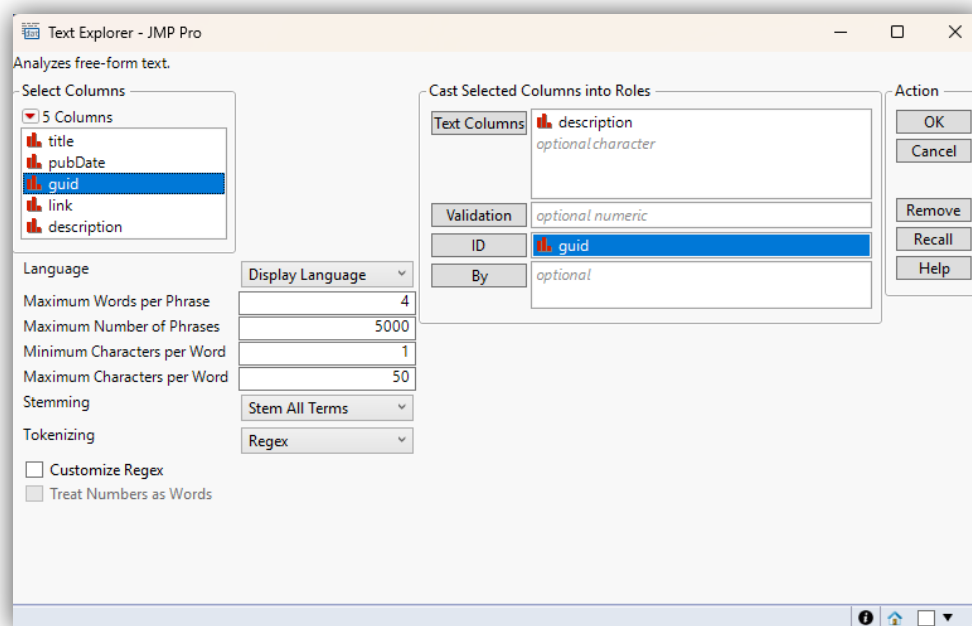 Text Explorer - JMP Pro
Analyzes free-form text.
Select Columns
5 Columns
title
pubDate
guid
link
description
Cast Selected Columns into Roles
Text Columns
description
optional character
Validation
optional numeric
ID
guid
By
optional
Action
OK
Cancel
Remove
Recall
Help
Language
Display Language
Maximum Words per Phrase
4
Maximum Number of Phrases
5000
Minimum Characters per Word
1
Maximum Characters per Word
50
Stemming
Stem All Terms
Tokenizing
Regex
Customize Regex
Treat Numbers as Words